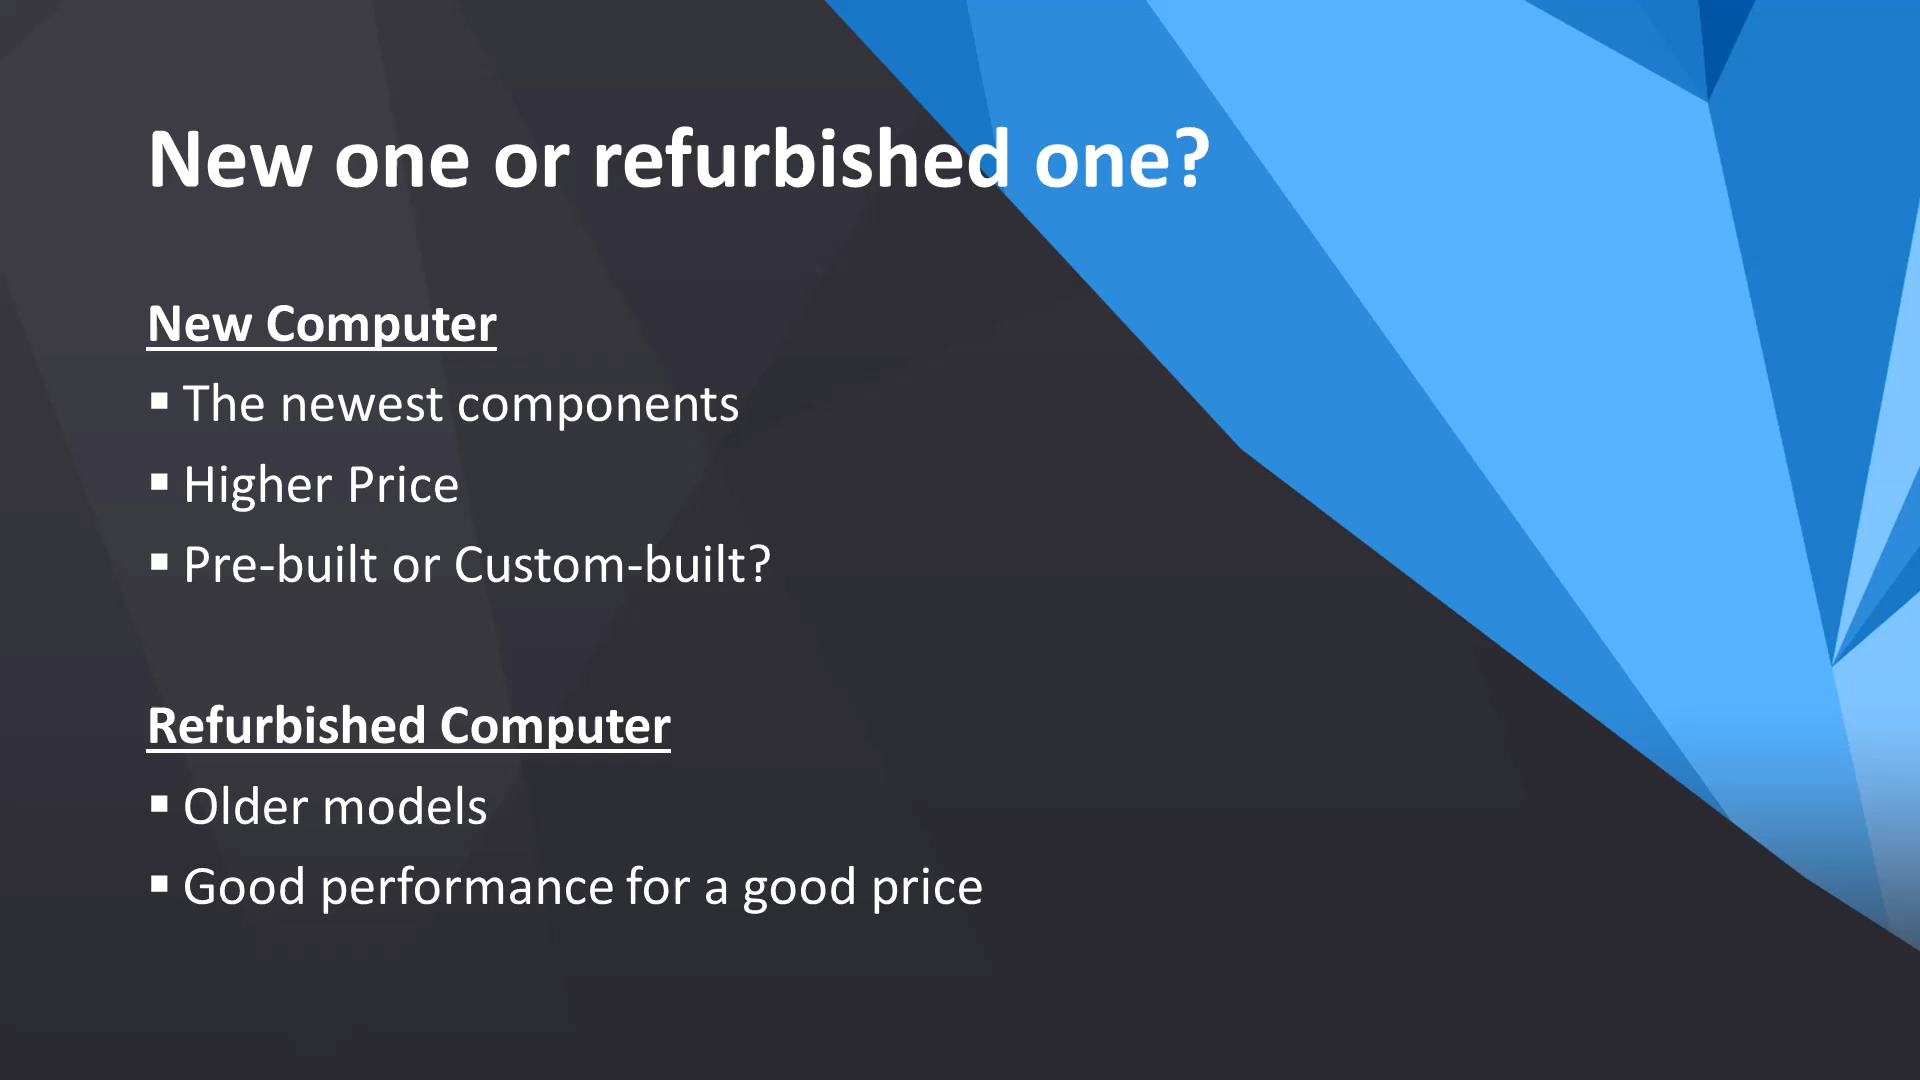 New one or refurbished one?
New Computer
▪ The newest components
▪ Higher Price
▪ Pre-built or Custom-built?
Refurbished Computer
▪ Older models
▪ Good performance for a good price